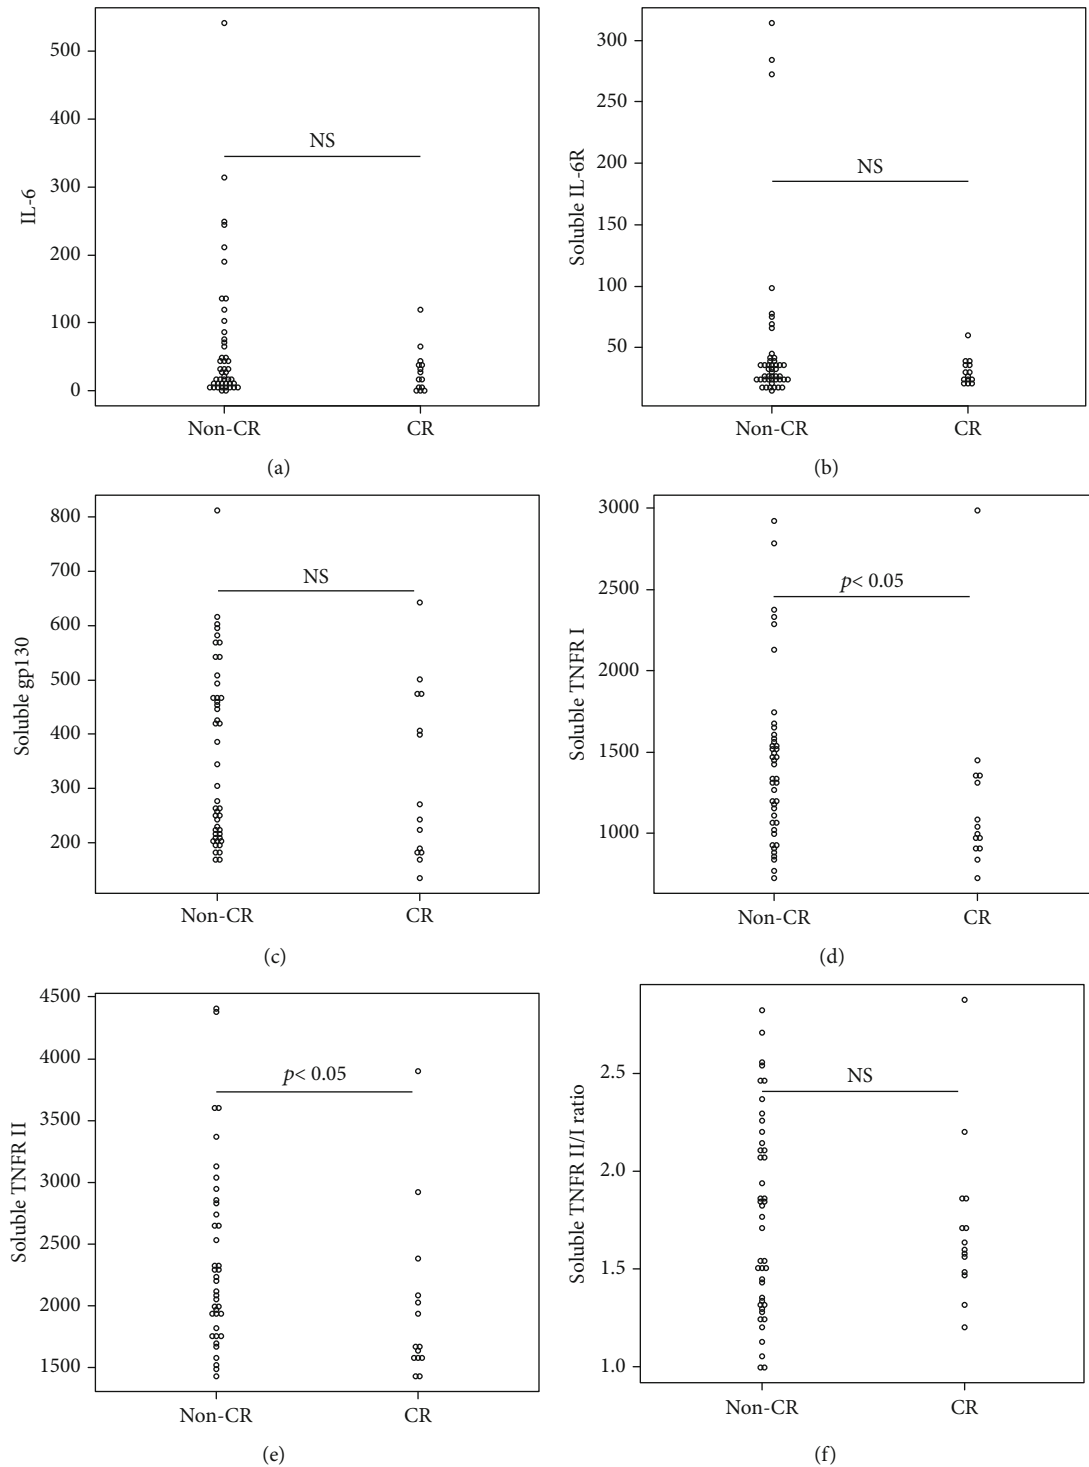 500
400
300
200
100
0
IL-6
NS
Non-CR
CR
(a)
300
250
200
150
100
50
Soluble IL-6R
NS
Non-CR
CR
(b)
800
700
600
500
400
300
200
Soluble gp130
NS
Non-CR
CR
(c)
3000
2500
2000
1500
1000
Soluble TNFR I
p< 0.05
Non-CR
CR
(d)
4500
4000
3500
3000
2500
2000
1500
Soluble TNFR II
p< 0.05
Non-CR
CR
(e)
2.5
2.0
1.5
1.0
Soluble TNFR II/I ratio
NS
Non-CR
CR
(f)